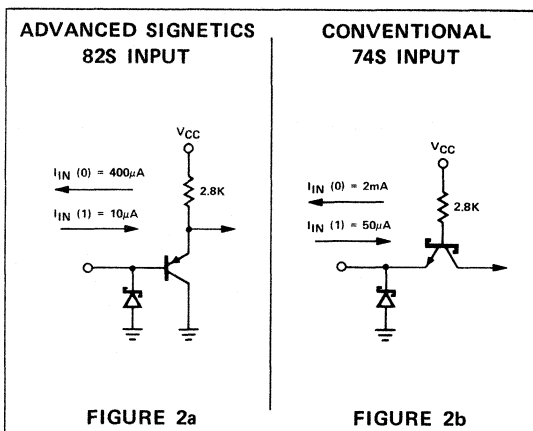 ADVANCED SIGNETICS
82S INPUT
VCC
IIN (0) = 400μA
2.8K
IIN (1) = 10μA
FIGURE 2a
CONVENTIONAL
74S INPUT
VCC
IIN (0) = 2mA
2.8K
IIN (1) = 50μA
FIGURE 2b